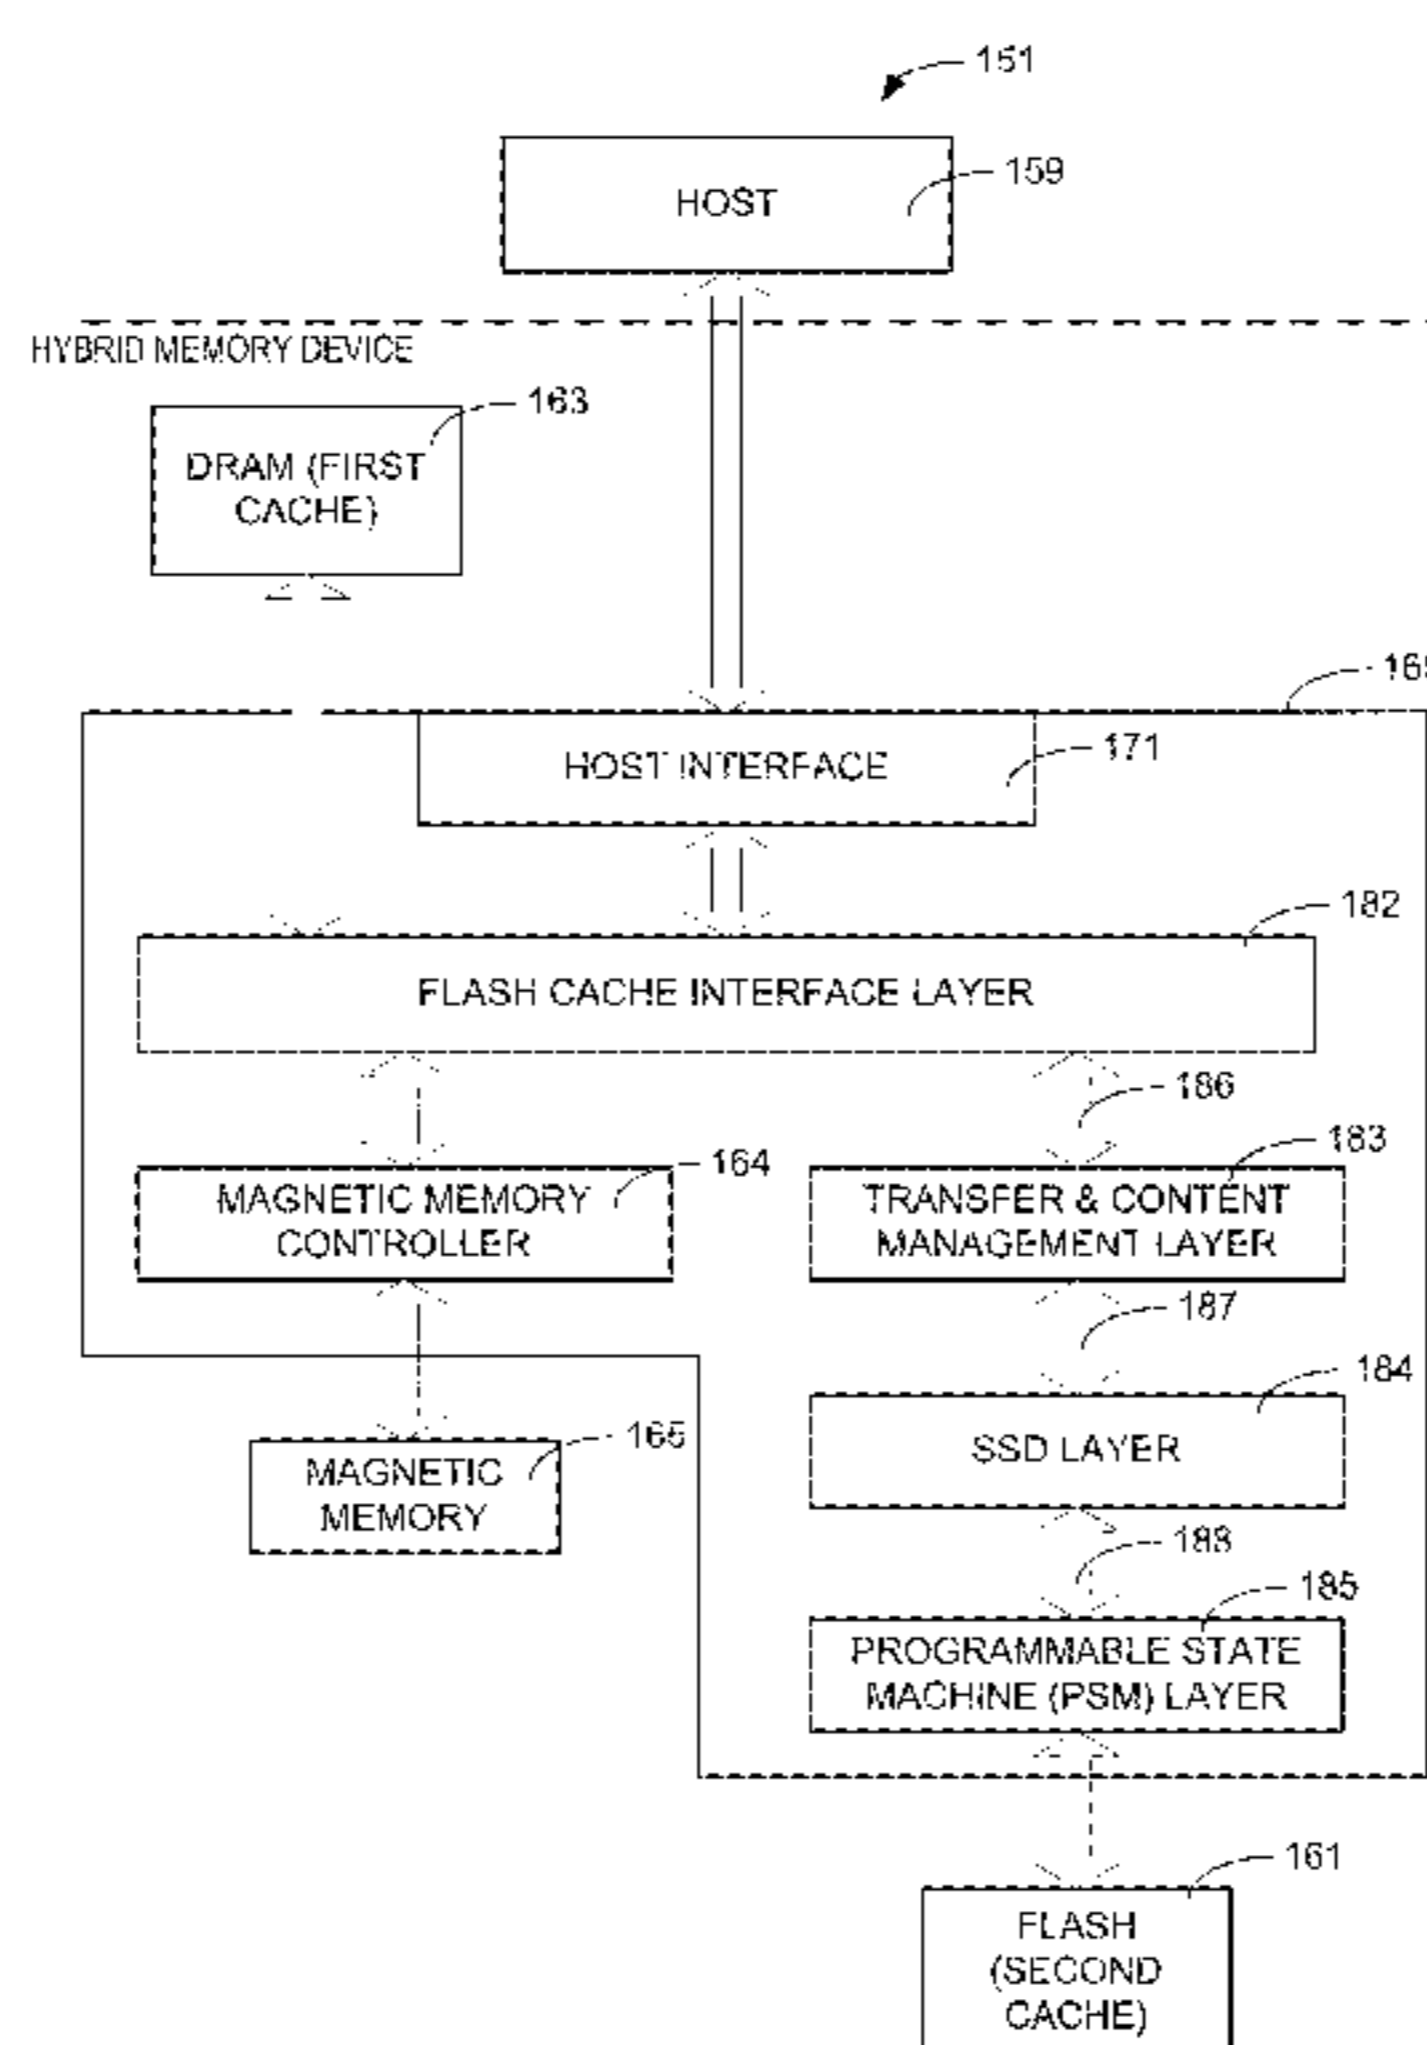 151
HOST
159
HYBRID MEMORY DEVICE
163
DRAM (FIRST
CACHE)
HOST INTERFACE
171
182
FLASH CACHE INTERFACE LAYER
186
164
183
MAGNETIC MEMORY
CONTROLLER
TRANSFER & CONTENT
MANAGEMENT LAYER
187
184
165
SSD LAYER
MAGNETIC
MEMORY
188
185
PROGRAMMABLE STATE
MACHINE (PSM) LAYER
161
FLASH
(SECOND
CACHE)